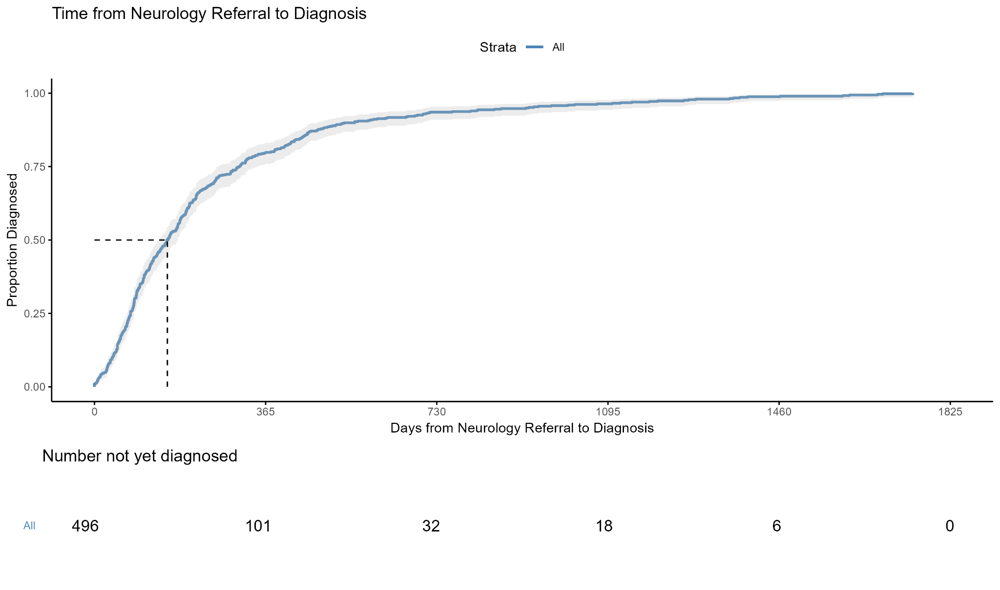 Time from Neurology Referral to Diagnosis
Strata All
1.00
0.75
0.50
0.25
0.00
Proportion Diagnosed
0 365 730 1095 1460 1825
Days from Neurology Referral to Diagnosis
Number not yet diagnosed
All 496 101 32 18 6 0